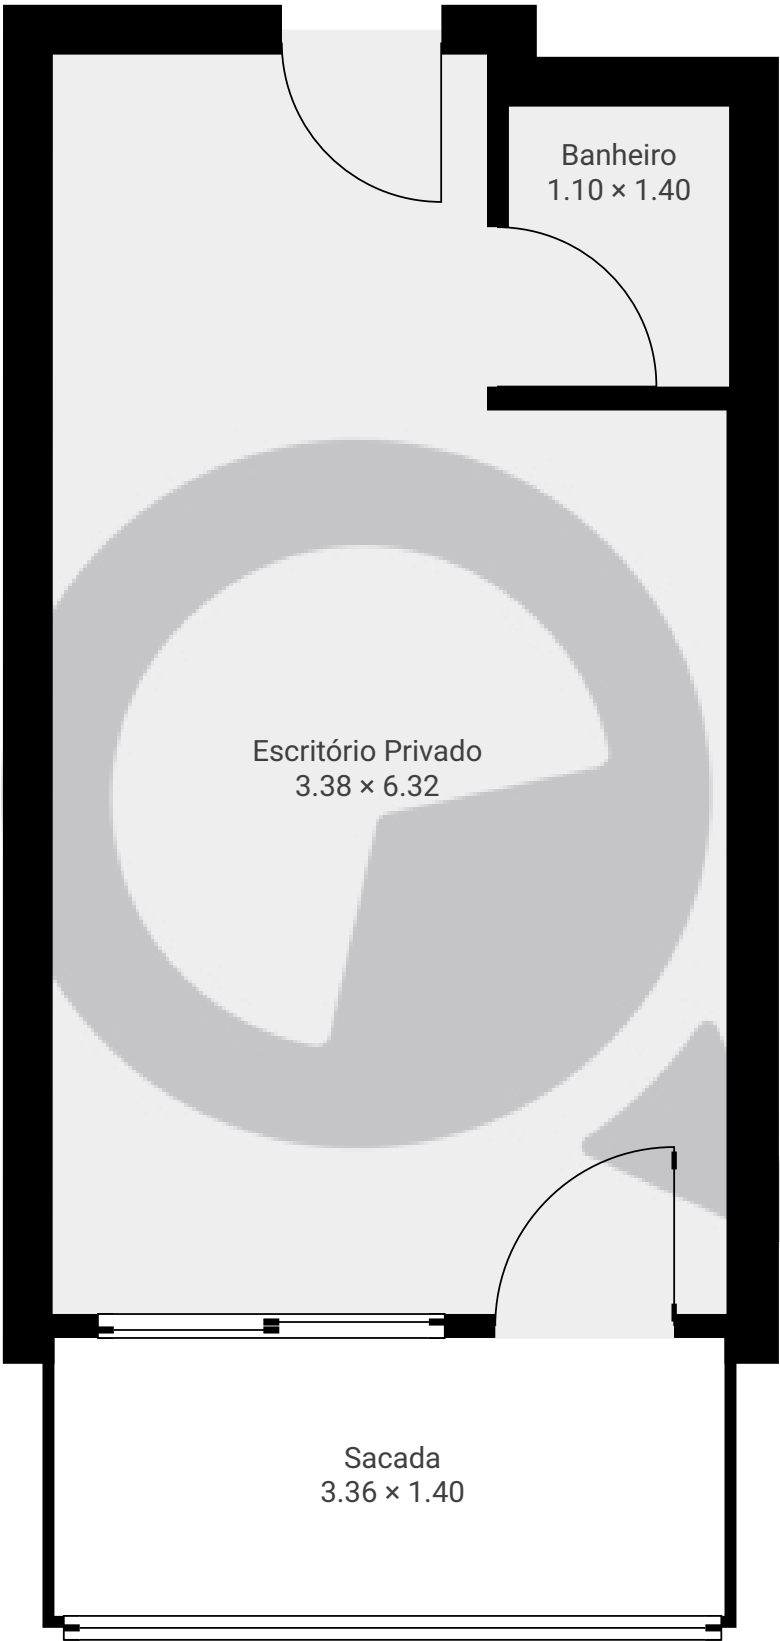 Banheiro
1.10 × 1.40
Escritório Privado
3.38 × 6.32
Sacada
3.36 × 1.40